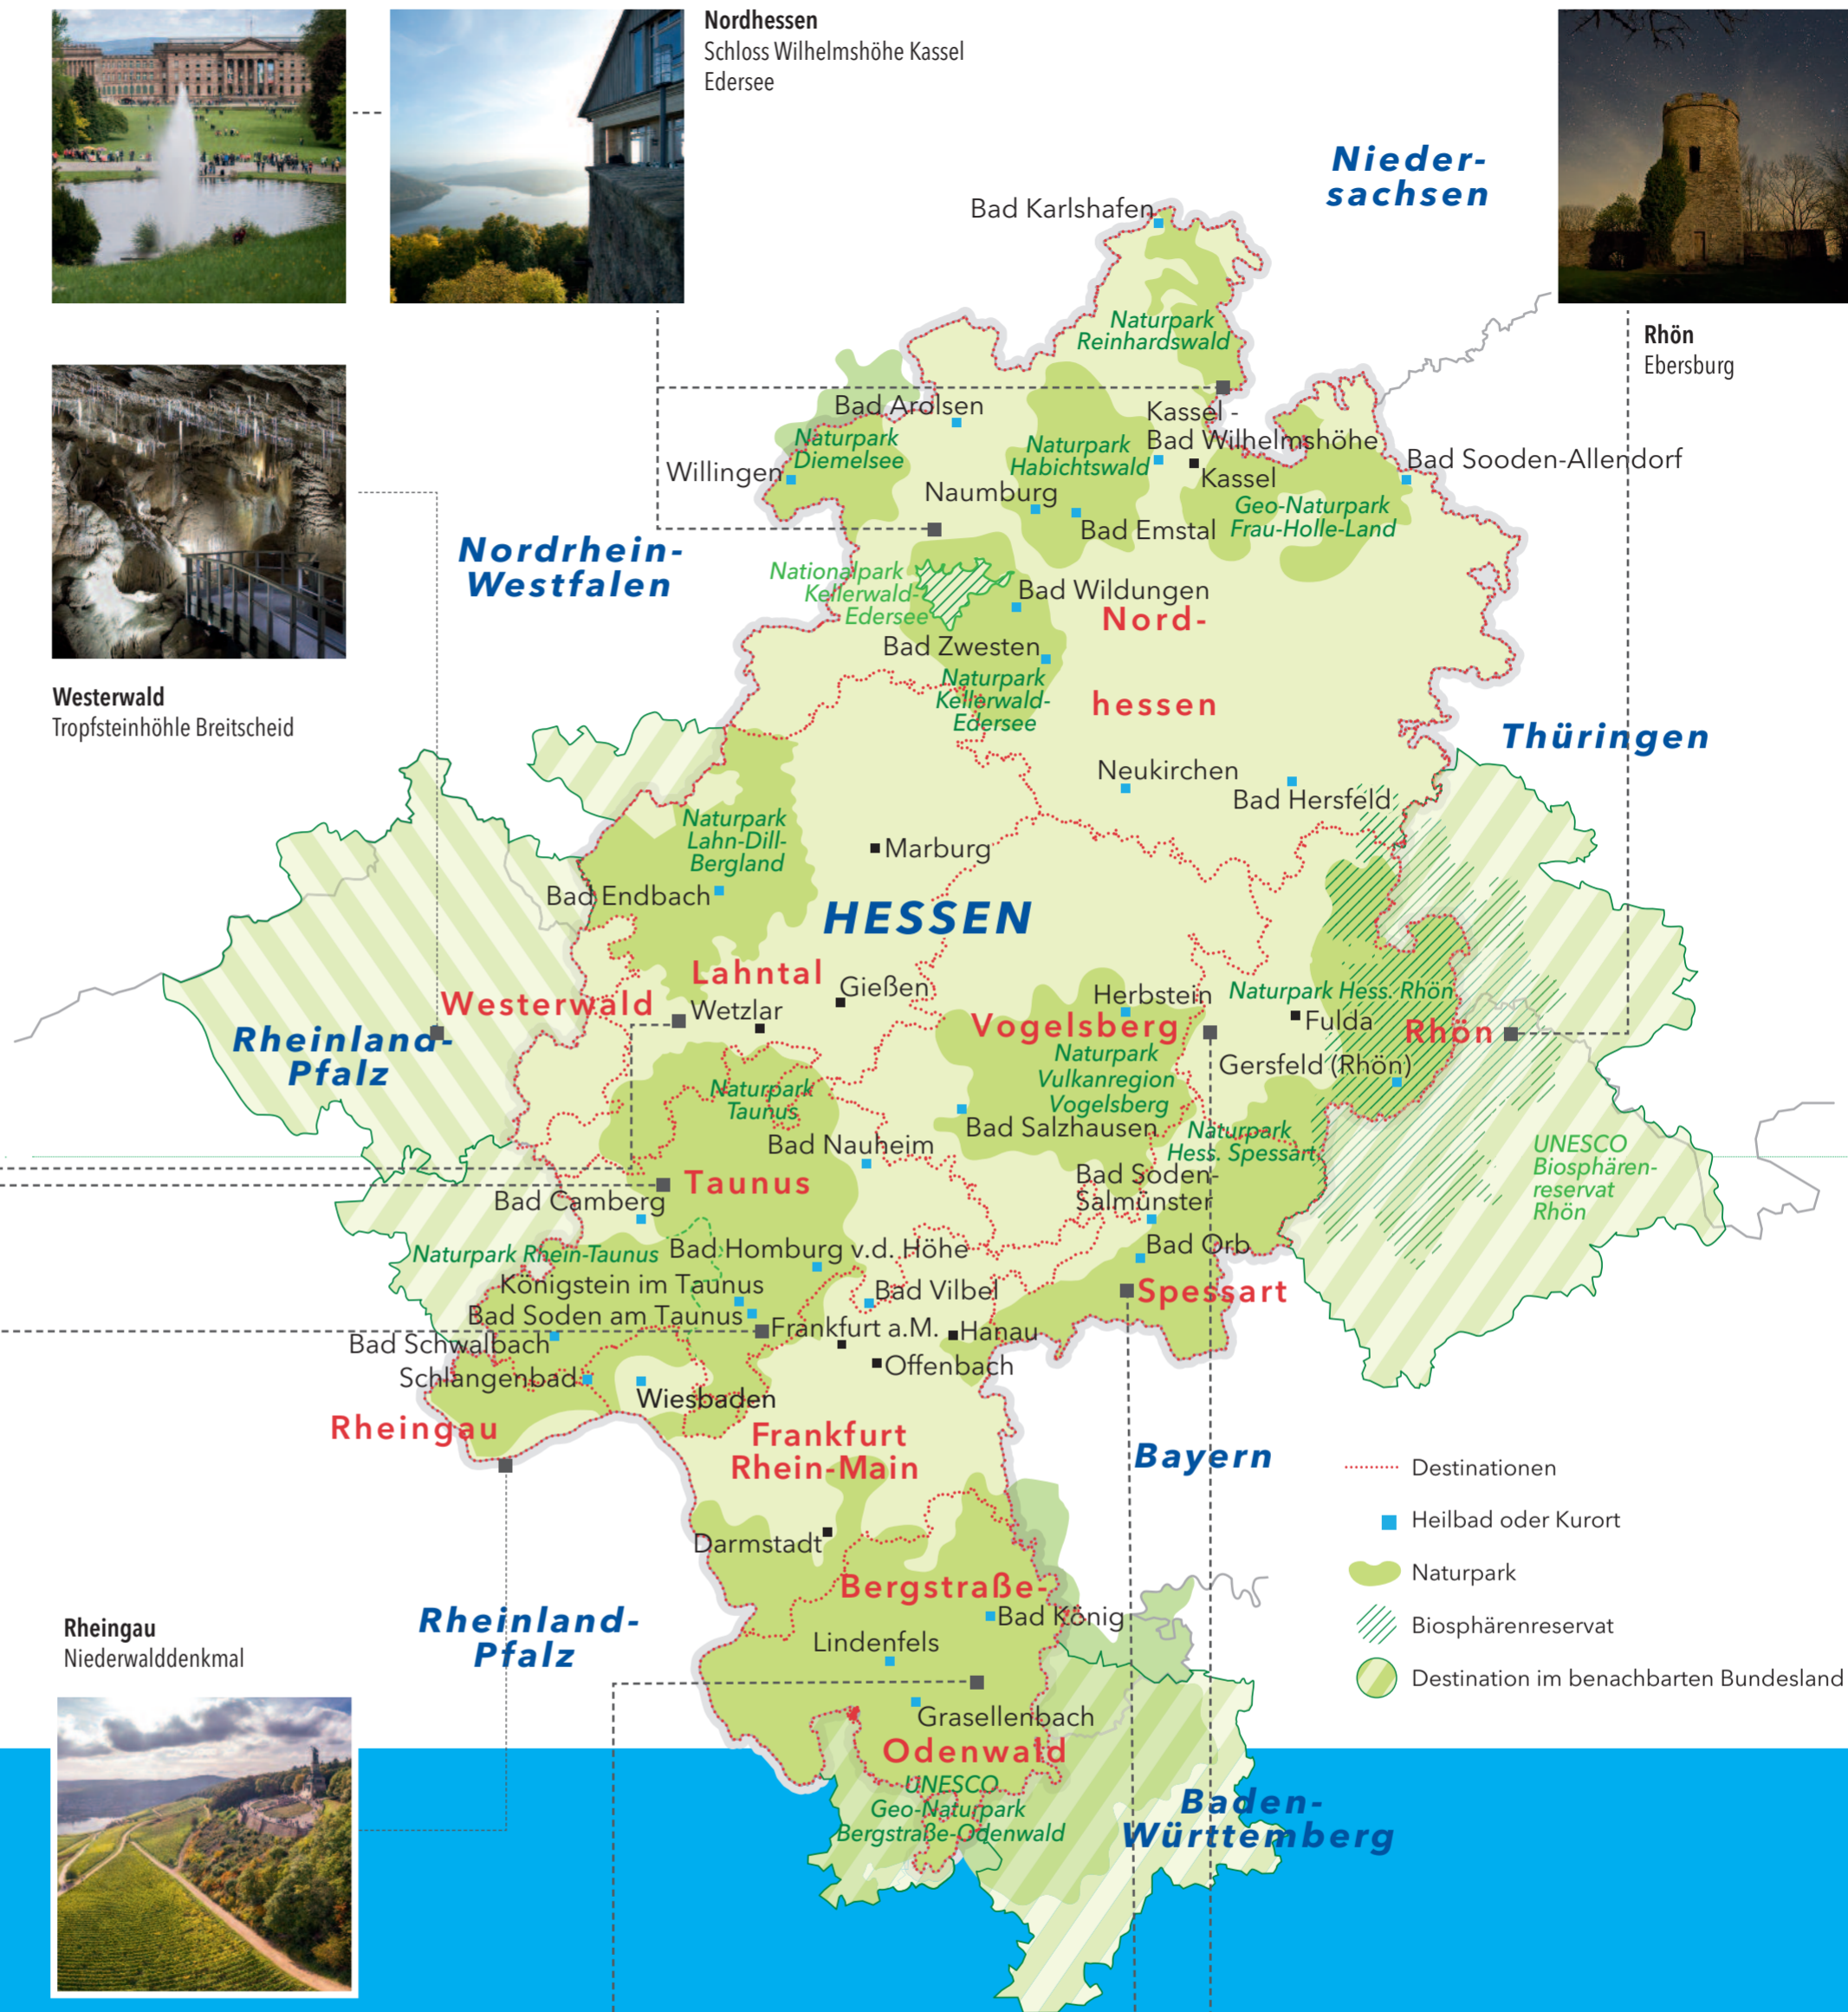 Nordhessen
Schloss Wilhelmshöhe Kassel
Edersee
Nieder-
sachsen
Bad Karlshafen
Naturpark
Reinhardswald
Rhön
Ebersburg
Bad Arolsen
Kassel -
Bad Wilhelmshöhe
Naturpark
Diemelsee
Naturpark
Habichtswald
Willingen
Kassel
Bad Sooden-Allendorf
Naumburg
Geo-Naturpark
Frau-Holle-Land
Bad Emstal
Nordrhein-
Westfalen
Nationalpark
Kellerwald-
Edersee
Bad Wildungen
Nord-
hessen
Bad Zwesten
Naturpark
Kellerwald-
Edersee
Westerwald
Tropfsteinhöhle Breitscheid
Thüringen
Neukirchen
Bad Hersfeld
Naturpark
Lahn-Dill-
Bergland
Marburg
Bad Endbach
HESSEN
Lahntal
Gießen
Westerwald
Wetzlar
Herbstein
Naturpark Hess. Rhön
Vogelsberg
Fulda
Rhön
Rheinland-
Pfalz
Naturpark
Vulkanregion
Vogelsberg
Gersfeld (Rhön)
Naturpark
Taunus
Bad Salzhausen
Bad Nauheim
Naturpark
Hess. Spessart
UNESCO
Biosphären-
reservat
Rhön
Taunus
Bad Soden-
Salmünster
Bad Camberg
Naturpark Rhein-Taunus
Bad Homburg v.d. Höhe
Bad Orb
Königstein im Taunus
Bad Vilbel
Spessart
Bad Soden am Taunus
Frankfurt a.M.
Hanau
Bad Schwalbach
Offenbach
Schlangenbad
Wiesbaden
Rheingau
Frankfurt
Rhein-Main
Bayern
Destinationen
Heilbad oder Kurort
Naturpark
Biosphärenreservat
Destination im benachbarten Bundesland
Darmstadt
Bergstraße-
Bad König
Rheinland-
Pfalz
Rheingau
Niederwalddenkmal
Lindenfels
Grasellenbach
Odenwald
UNESCO
Geo-Naturpark
Bergstraße-Odenwald
Baden-
Württemberg